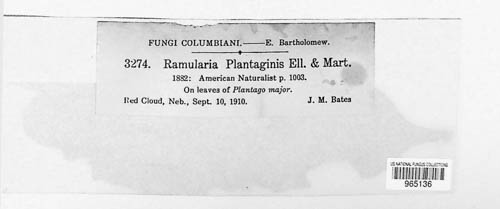 FUNGI COLUMBIANI.——E. Bartholomew.
3274. Ramularia Plantaginis Ell. & Mart.
1882: American Naturalist p. 1003.
On leaves of Plantago major.
Red Cloud, Neb., Sept. 10, 1910. J. M. Bates
US NATIONAL FUNGUS COLLECTIONS
965136